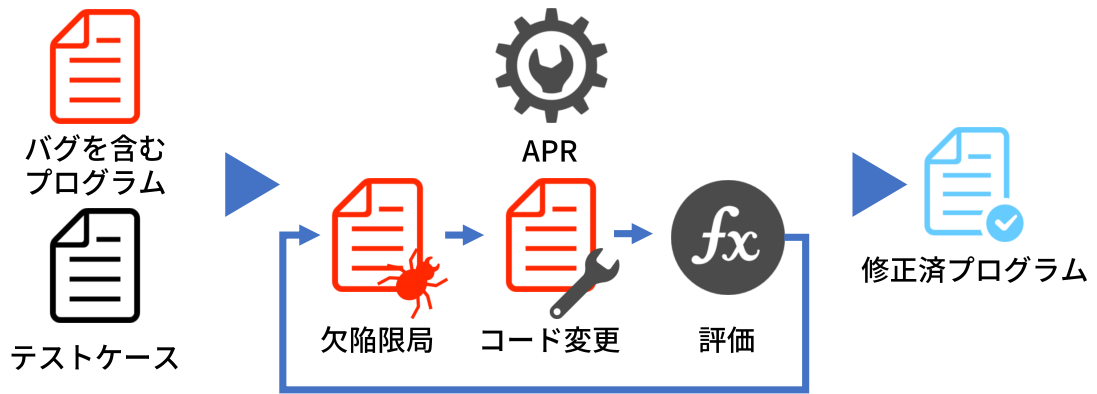 バグを含む
プログラム
テストケース
APR
欠陥限局
コード変更
fx
評価
修正済プログラム